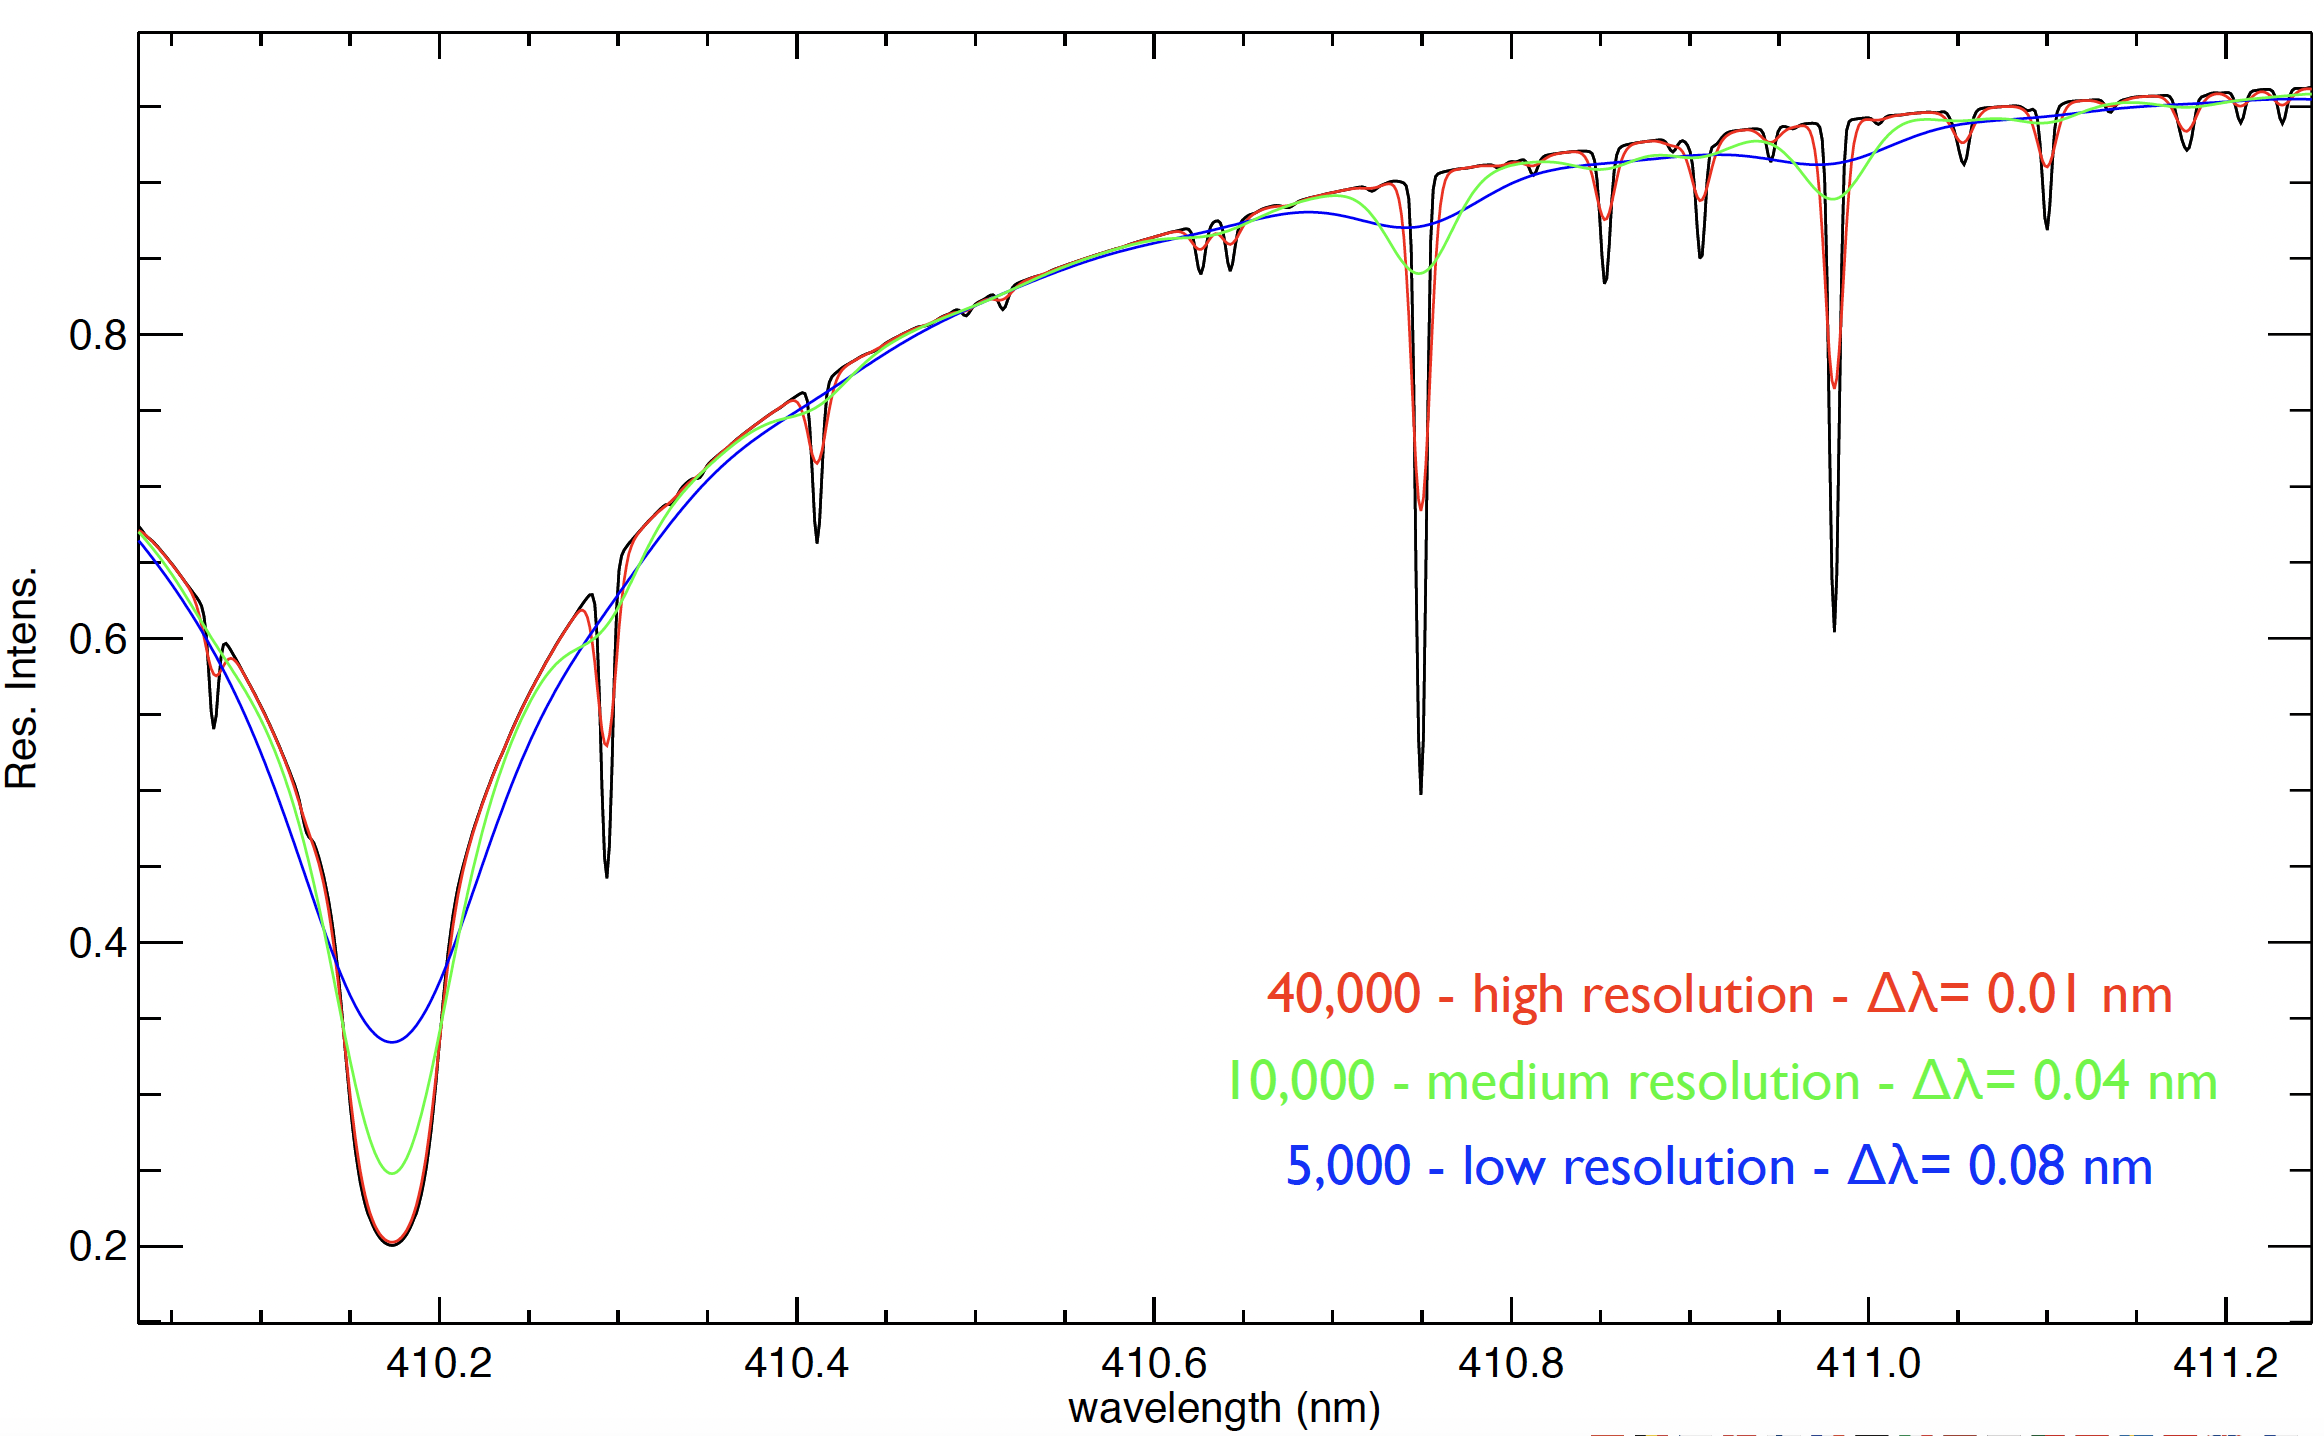 0.8
0.6
0.4
0.2
Res. Intens.
40,000 - high resolution - Δλ= 0.01 nm
10,000 - medium resolution - Δλ= 0.04 nm
5,000 - low resolution - Δλ= 0.08 nm
410.2 410.4 410.6 410.8 411.0 411.2
wavelength (nm)